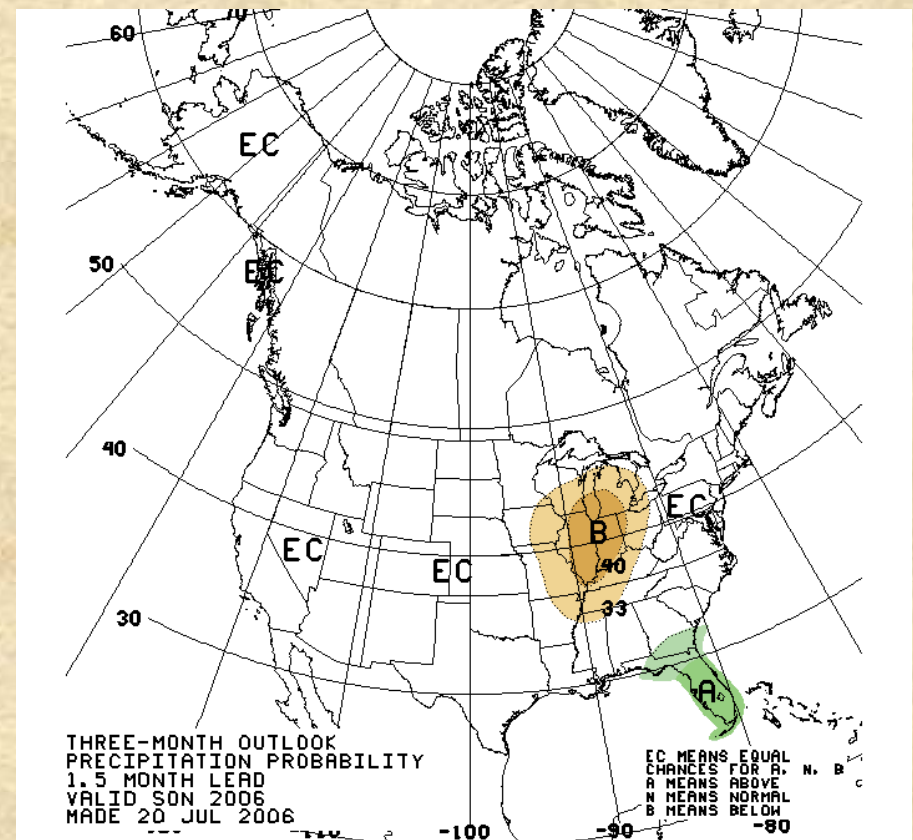 70
60
EC
50
EC
40
EC
B
EC
EC
40
33
30
A
THREE-MONTH OUTLOOK
PRECIPITATION PROBABILITY
1.5 MONTH LEAD
VALID SON 2006
MADE 20 JUL 2006
EC MEANS EQUAL
CHANCES FOR A, N, B
A MEANS ABOVE
N MEANS NORMAL
B MEANS BELOW
-100
-90
-80